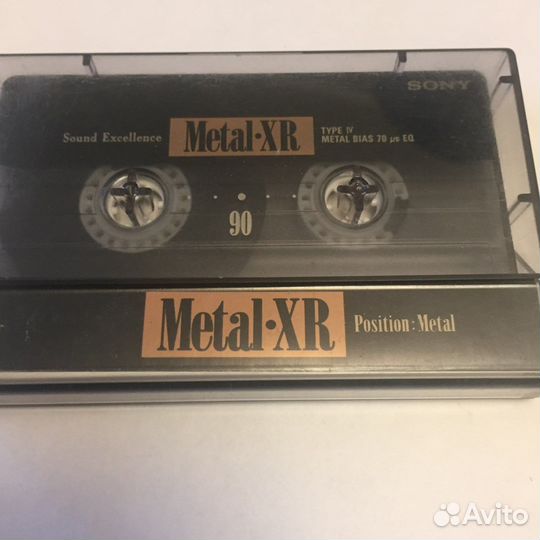 SONY
Sound Excellence Metal·XR TYPE IV
METAL BIAS 70 µs EQ
90
Metal·XR Position: Metal
Avito